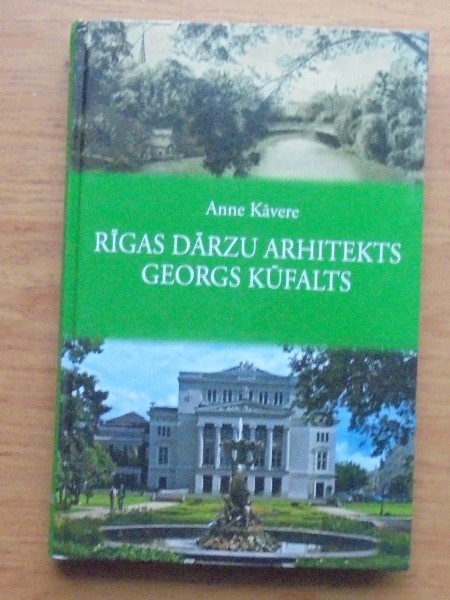 Anne Kāvere
RĪGAS DĀRZU ARHITEKTS
GEORGS KŪFALTS